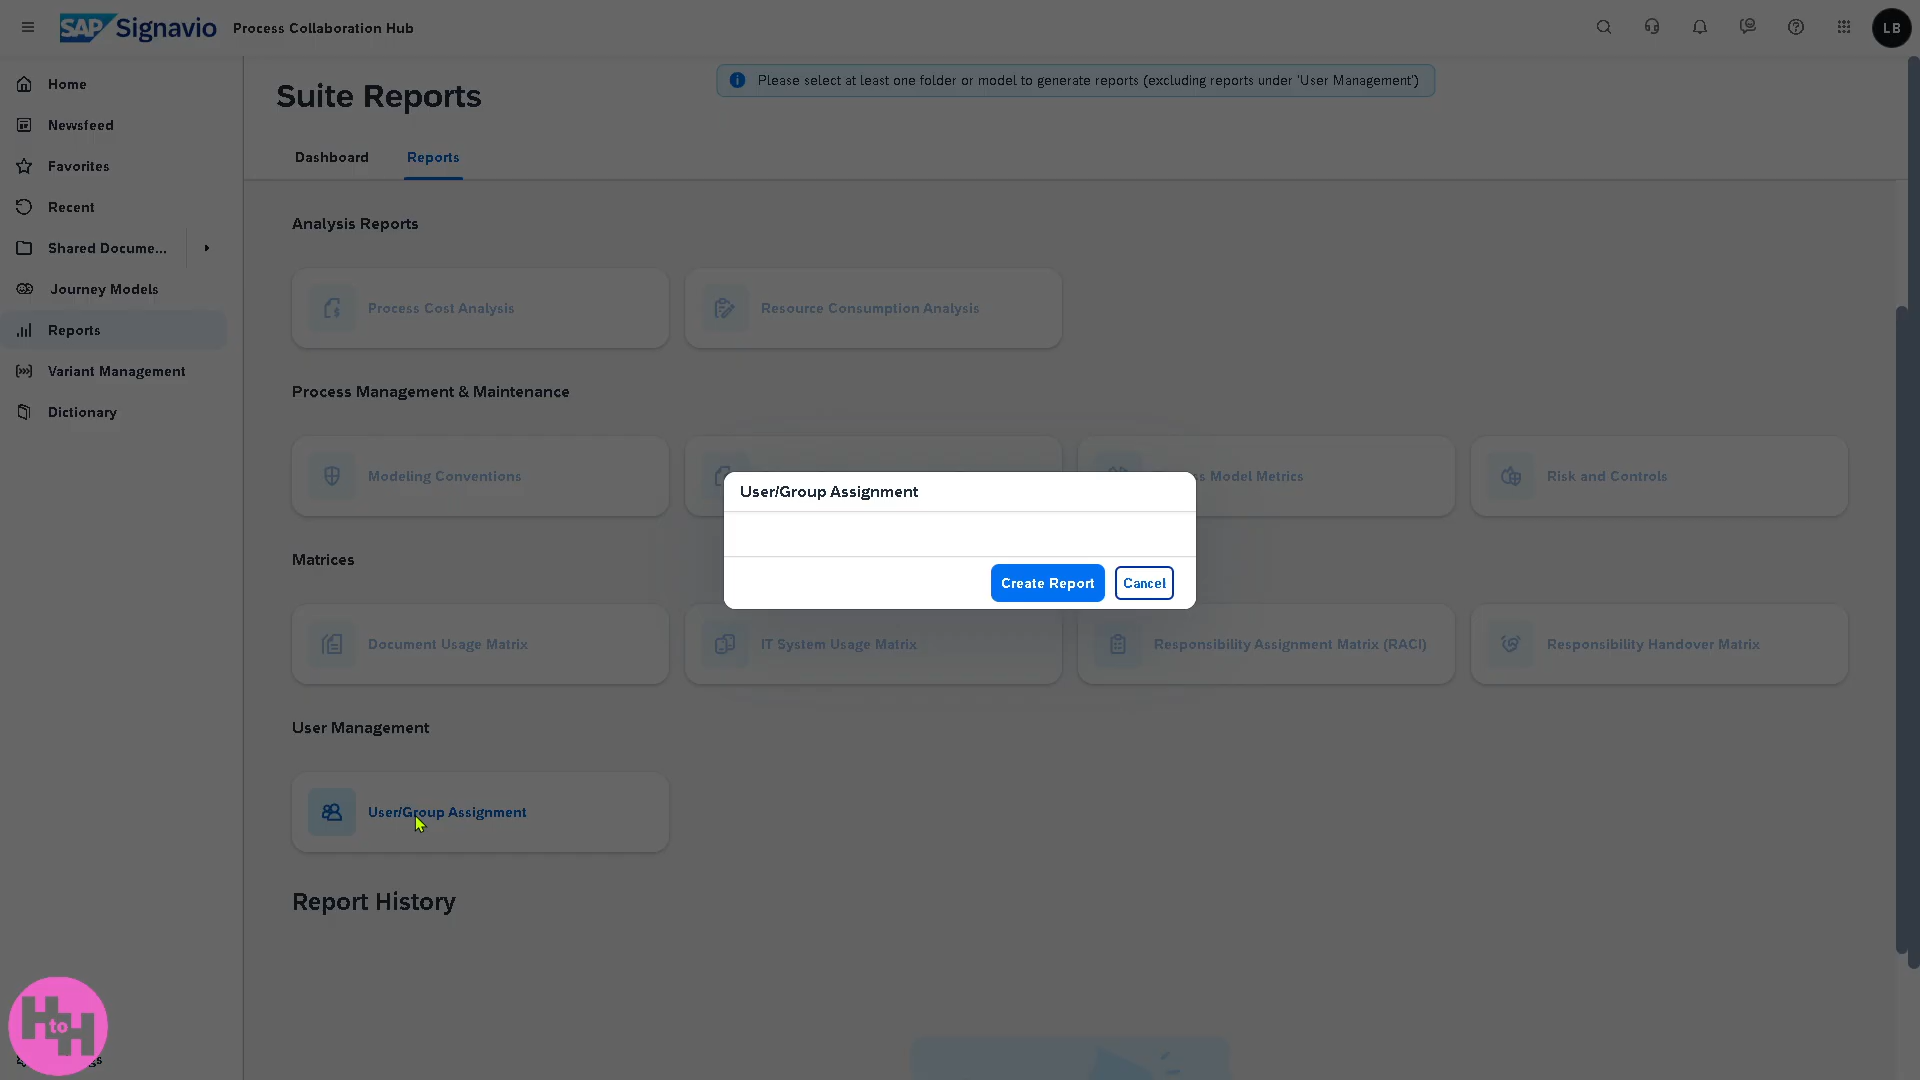 SAP Signavio Process Collaboration Hub
LB
Home
Newsfeed
Favorites
Recent
Shared Docume...
Journey Models
Reports
Variant Management
Dictionary
Suite Reports
Please select at least one folder or model to generate reports (excluding reports under 'User Management')
Dashboard Reports
Analysis Reports
Process Cost Analysis
Resource Consumption Analysis
Process Management & Maintenance
Modeling Conventions
Model Metrics
Risk and Controls
User/Group Assignment
Create Report Cancel
Matrices
Document Usage Matrix
IT System Usage Matrix
Responsibility Assignment Matrix (RACI)
Responsibility Handover Matrix
User Management
User/Group Assignment
Report History
H to H